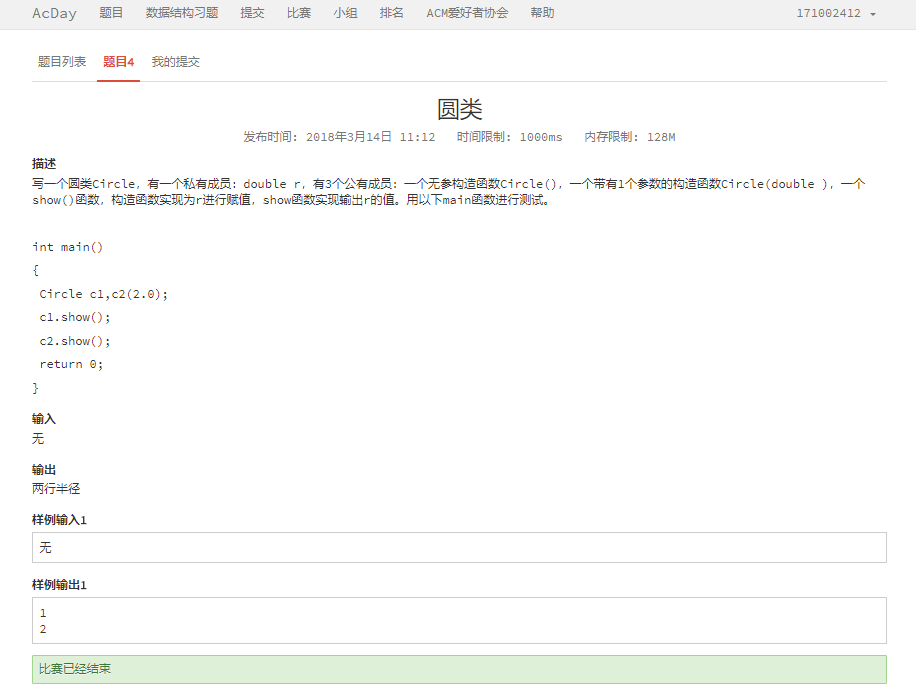 AcDay 题目 数据结构习题 提交 比赛 小组 排名 ACM爱好者协会 帮助 171002412
题目列表 题目4 我的提交
圆类
发布时间: 2018年3月14日 11:12 时间限制: 1000ms 内存限制: 128M
描述
写一个圆类Circle，有一个私有成员：double r，有3个公有成员：一个无参构造函数Circle()，一个带有1个参数的构造函数Circle(double )，一个
show()函数，构造函数实现为r进行赋值，show函数实现输出r的值。用以下main函数进行测试。
int main()
{
Circle c1,c2(2.0);
c1.show();
c2.show();
return 0;
}
输入
无
输出
两行半径
样例输入1
无
样例输出1
1
2
比赛已经结束